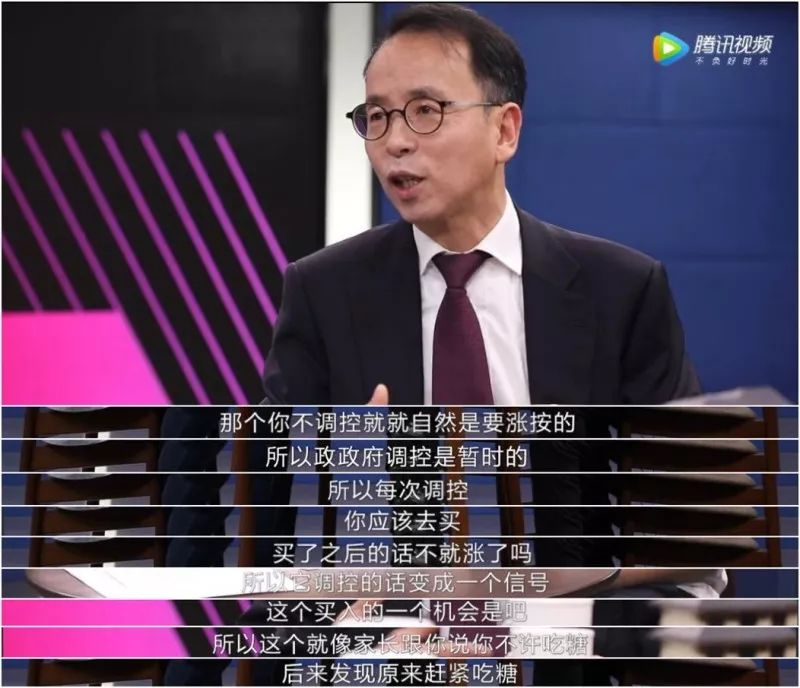 腾讯视频
不负好时光
那个你不调控就就自然是要涨按的
所以政政府调控是暂时的
所以每次调控
你应该去买
买了之后的话不就涨了吗
所以它调控的话变成一个信号
这个买入的一个机会是吧
所以这个就像家长跟你说你不许吃糖
后来发现原来赶紧吃糖